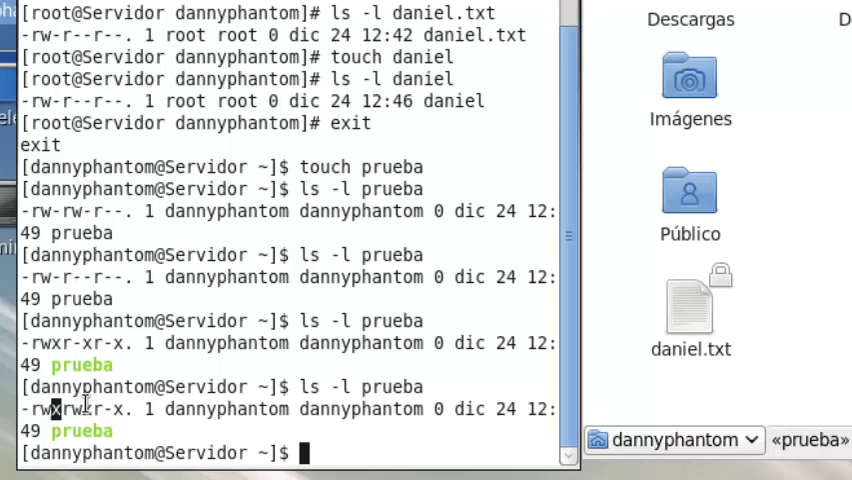 [root@Servidor dannyphantom]# ls -l daniel.txt
-rw-r--r--. 1 root root 0 dic 24 12:42 daniel.txt
[root@Servidor dannyphantom]# touch daniel
[root@Servidor dannyphantom]# ls -l daniel
-rw-r--r--. 1 root root 0 dic 24 12:46 daniel
[root@Servidor dannyphantom]# exit
exit
[dannyphantom@Servidor ~]$ touch prueba
[dannyphantom@Servidor ~]$ ls -l prueba
-rw-rw-r--. 1 dannyphantom dannyphantom 0 dic 24 12:
49 prueba
[dannyphantom@Servidor ~]$ ls -l prueba
-rw-r--r--. 1 dannyphantom dannyphantom 0 dic 24 12:
49 prueba
[dannyphantom@Servidor ~]$ ls -l prueba
-rwxr-xr-x. 1 dannyphantom dannyphantom 0 dic 24 12:
49 prueba
[dannyphantom@Servidor ~]$ ls -l prueba
-rwxrwxr-x. 1 dannyphantom dannyphantom 0 dic 24 12:
49 prueba
[dannyphantom@Servidor ~]$
Descargas
Imágenes
Público
daniel.txt
dannyphantom
«prueba»